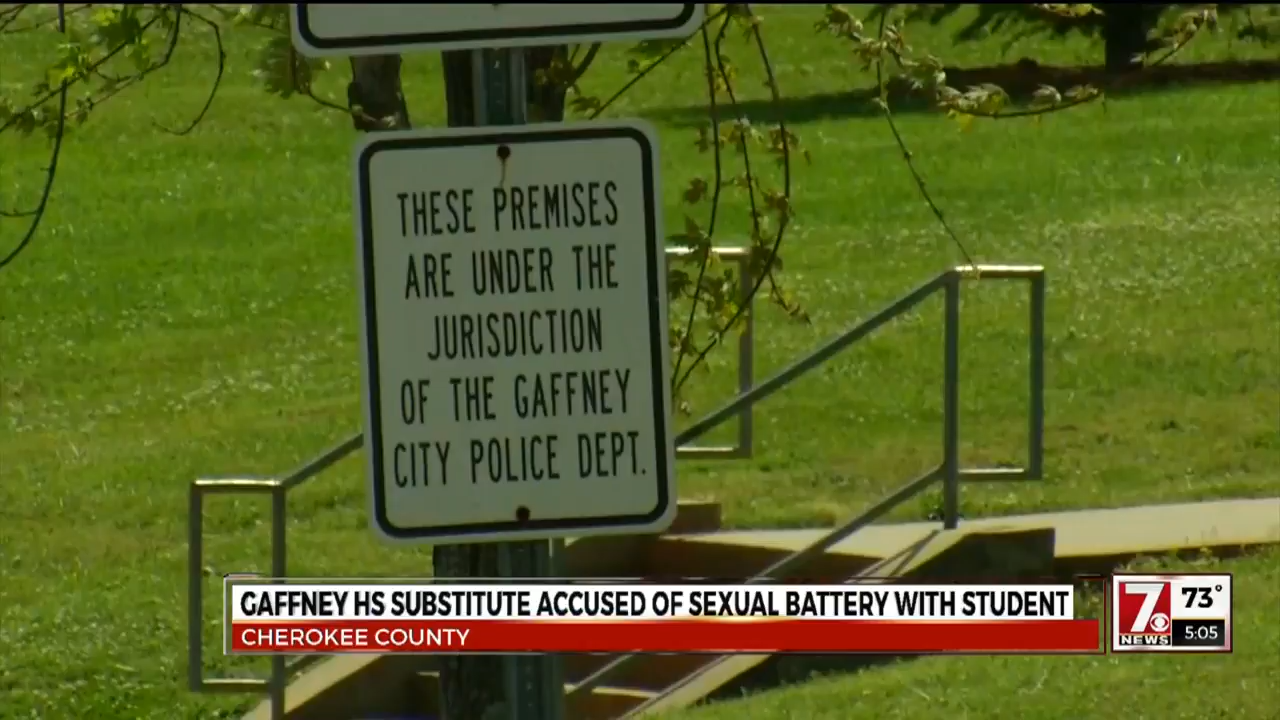 THESE PREMISES
ARE UNDER THE
JURISDICTION
OF THE GAFFNEY
CITY POLICE DEPT.
GAFFNEY HS SUBSTITUTE ACCUSED OF SEXUAL BATTERY WITH STUDENT
CHEROKEE COUNTY
7
NEWS
73°
5:05